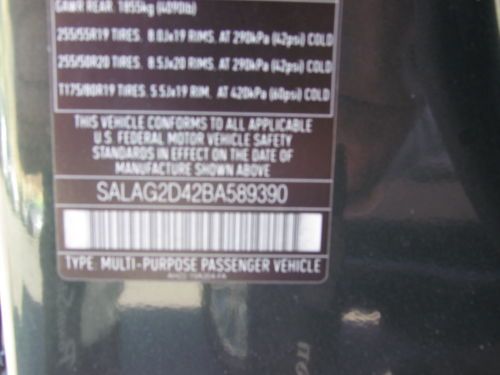 GAWR REAR. 1855kg (4090lb)
255/55R19 TIRES. 8.0Jx19 RIMS. AT 290kPa (42psi) COLD
255/50R20 TIRES. 8.5Jx20 RIMS. AT 290kPa (42psi) COLD
T175/80R19 TIRES. 5.5Jx19 RIM. AT 420kPa (60psi) COLD
THIS VEHICLE CONFORMS TO ALL APPLICABLE
U.S. FEDERAL MOTOR VEHICLE SAFETY
STANDARDS IN EFFECT ON THE DATE OF
MANUFACTURE SHOWN ABOVE
SALAG2D42BA589390
TYPE: MULTI-PURPOSE PASSENGER VEHICLE